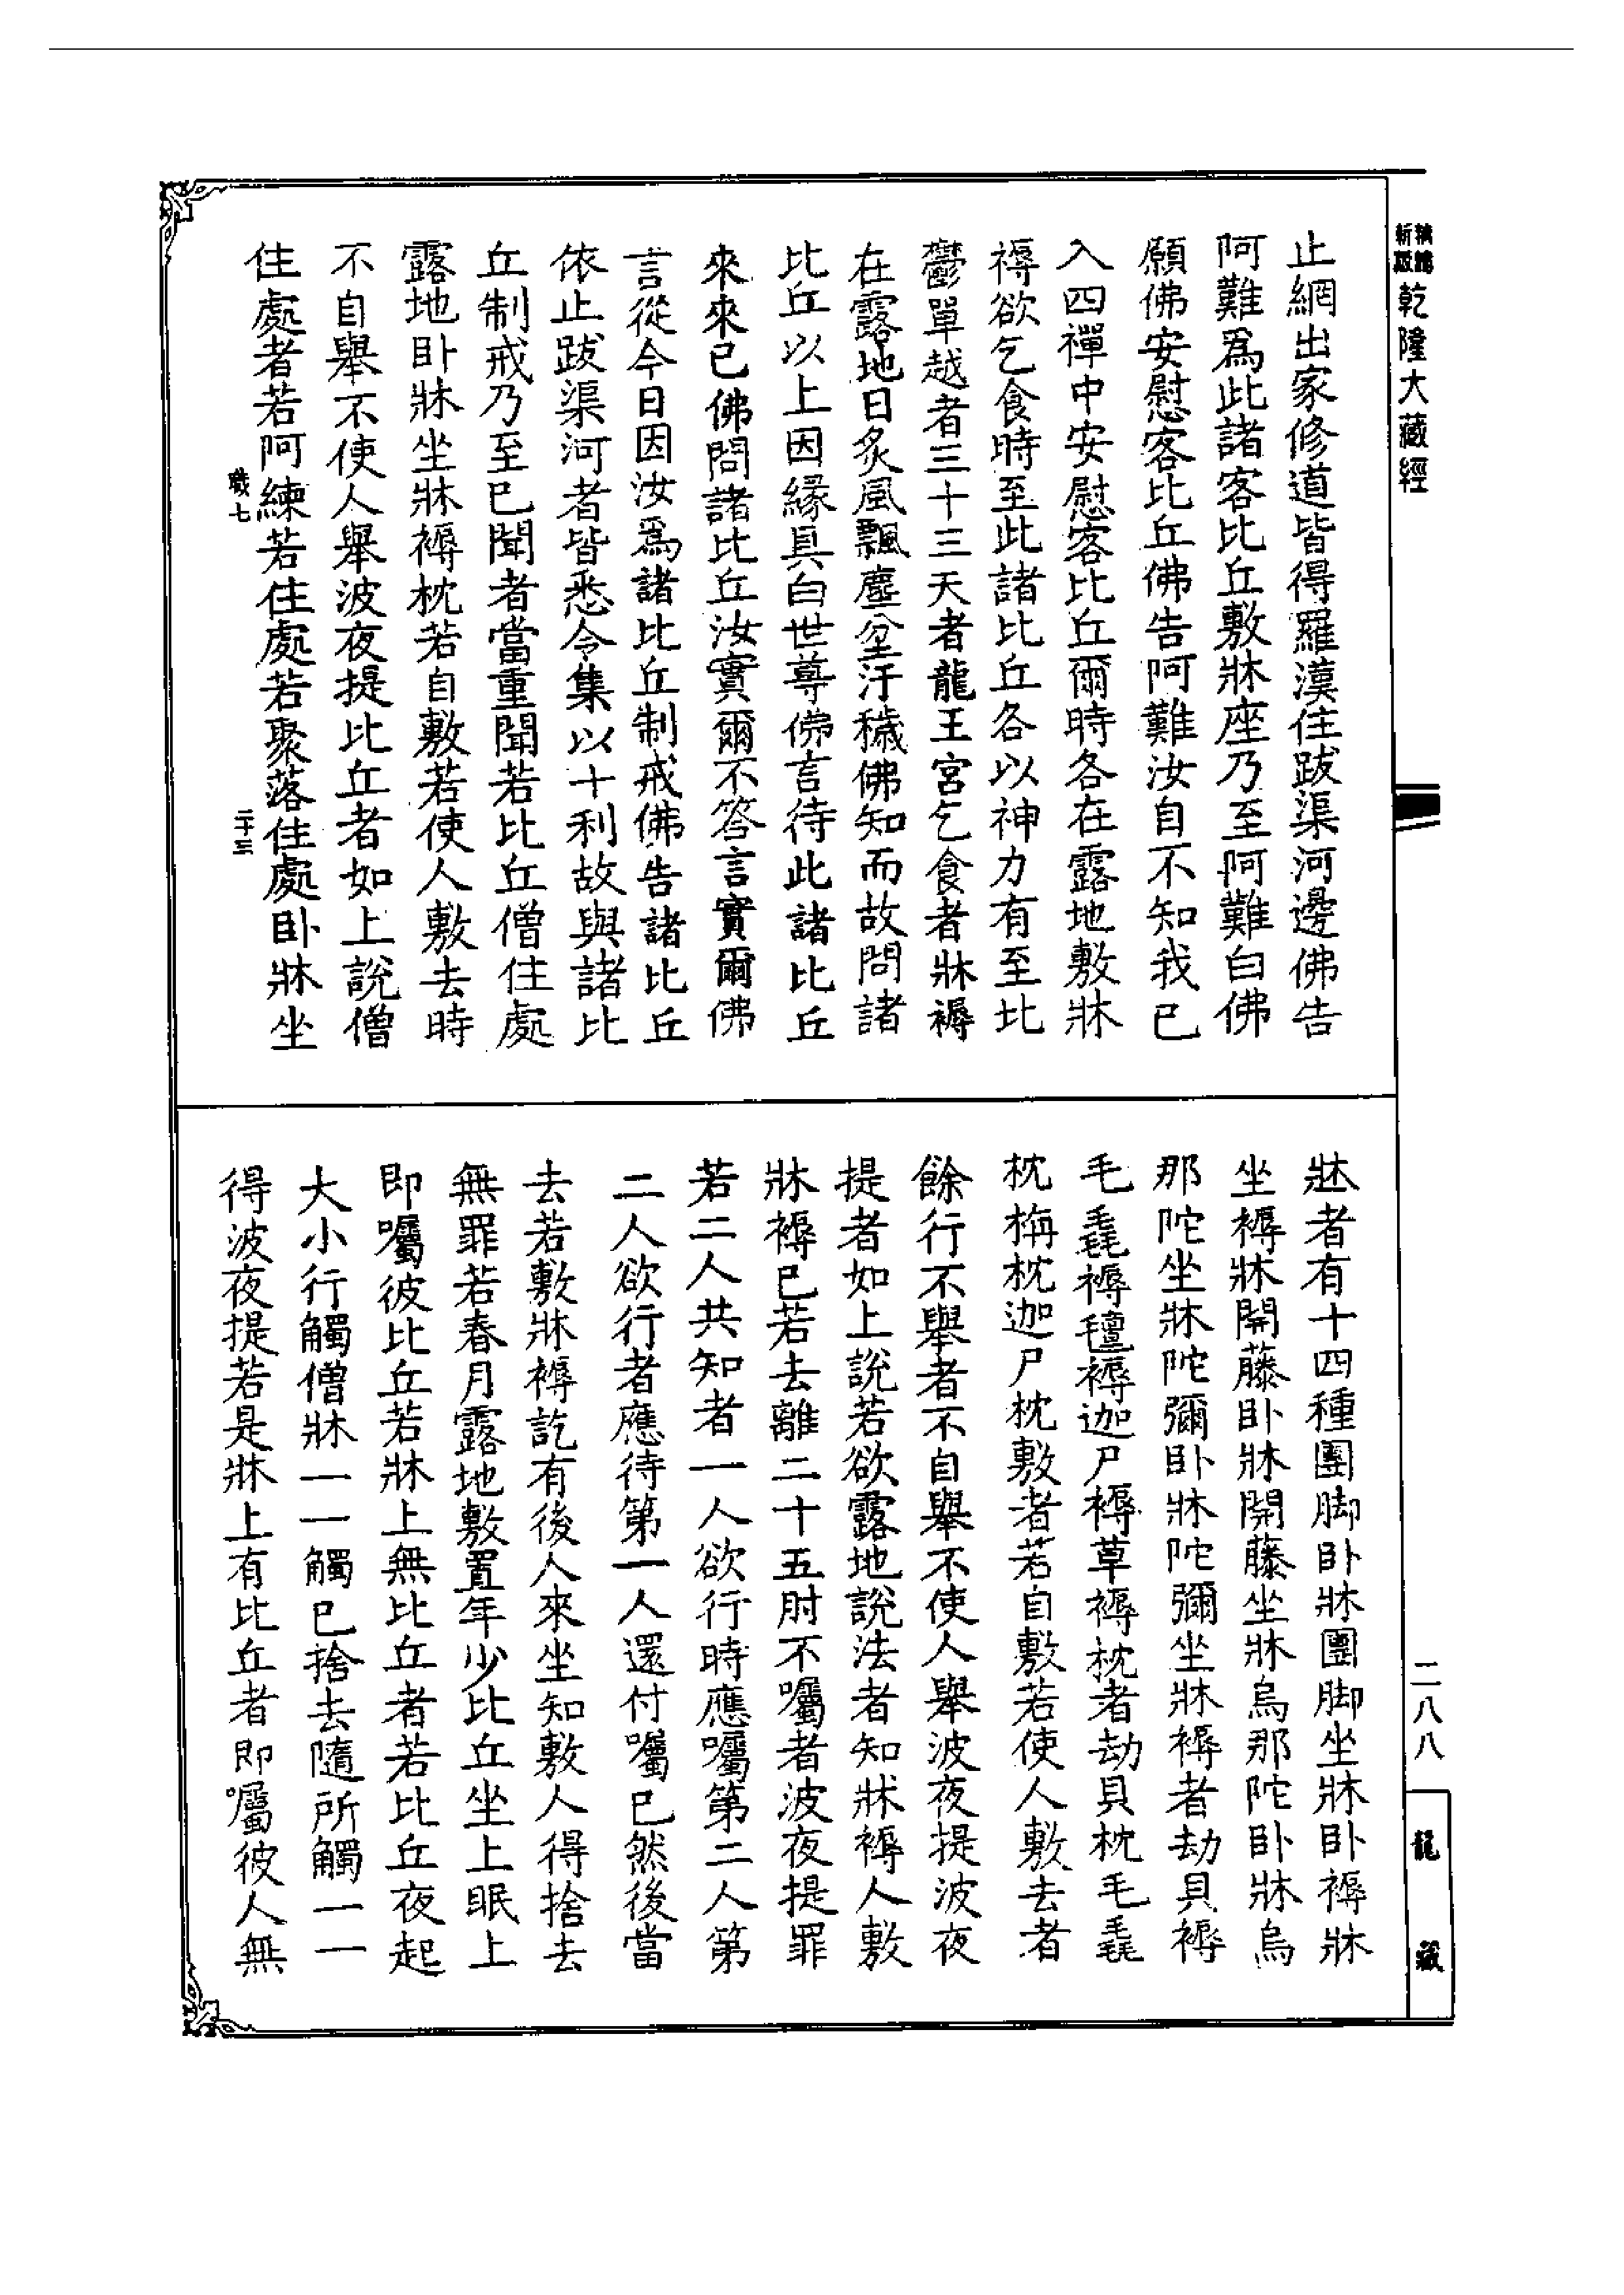 乾隆大藏經
止網出家修道皆得羅漢住跋渠河邊佛告
阿難爲此諸客比丘敷牀座乃至阿難白佛
願佛安慰客比丘佛告阿難汝自不知我已
入四禪中安慰客比丘爾時各在露地敷牀
褥欲乞食時至此諸比丘各以神力有至比
鬱單越者三十三天者龍王宮乞食者牀褥
在露地日炙風飄塵坌汙穢佛知而故問諸
比丘以上因緣具白世尊佛言待此諸比丘
來來已佛問諸比丘汝實爾不答言實爾佛
言從今日因汝爲諸比丘制戒佛告諸比丘
依止跋渠河者皆悉令集以十利故與諸比
丘制戒乃至已聞者當重聞若比丘僧住處
露地卧牀坐牀褥枕若自敷若使人敷去時
不自舉不使人舉波夜提比丘者如上說僧
住處者若阿練若住處若聚落住處卧牀坐
職七
二十三
牀者有十四種團脚卧牀團脚坐牀卧褥牀
坐褥牀開藤卧牀開藤坐牀烏那陀卧牀烏
那陀坐牀陀彌卧牀陀彌坐牀褥者劫貝褥
毛毳褥氈褥迦尸褥草褥枕者劫貝枕毛毳
枕栴枕迦尸枕敷者若自敷若使人敷去者
餘行不舉者不自舉不使人舉波夜提波夜
提者如上說若欲露地說法者知牀褥人敷
牀褥已若去離二十五肘不囑者波夜提罪
若二人共知者一人欲行時應囑第二人第
二人欲行者應待第一人還付囑已然後當
去若敷牀褥訖有後人來坐知敷人得捨去
無罪若春月露地敷置年少比丘坐上眠上
即囑彼比丘若牀上無比丘者若比丘夜起
大小行觸僧牀一一觸已捨去隨所觸一一
得波夜提若是牀上有比丘者即囑彼人無
二八八
龍藏